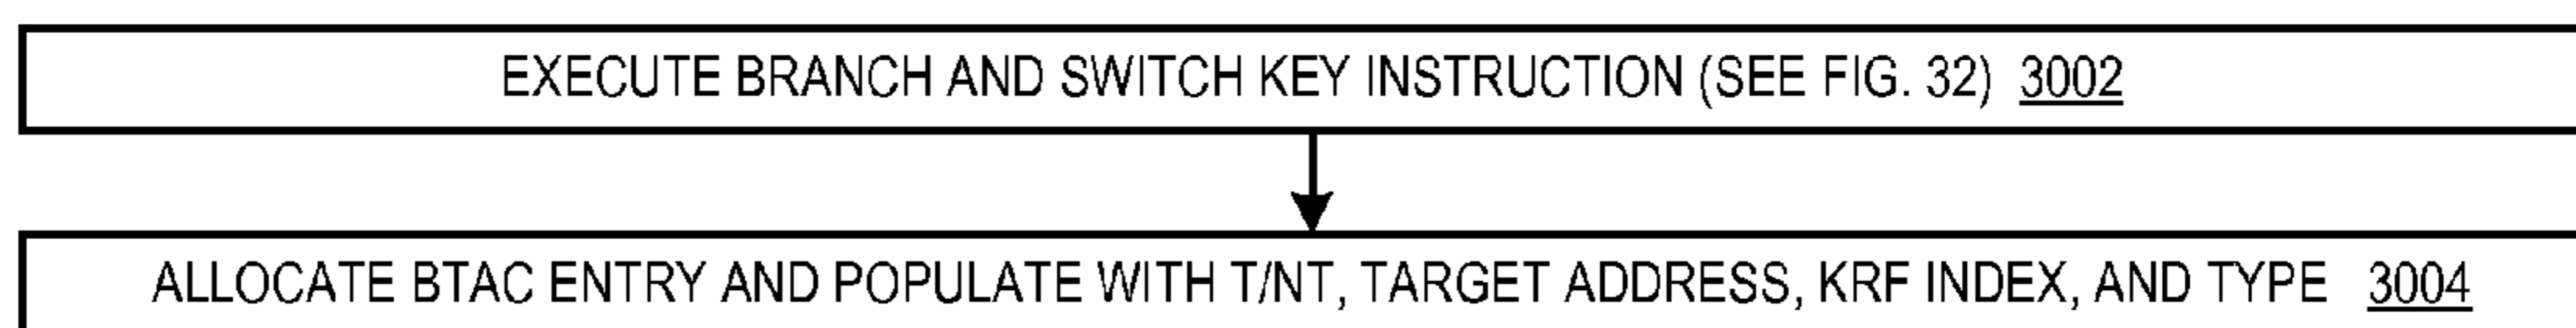 EXECUTE BRANCH AND SWITCH KEY INSTRUCTION (SEE FIG. 32) 3002
ALLOCATE BTAC ENTRY AND POPULATE WITH T/NT, TARGET ADDRESS, KRF INDEX, AND TYPE 3004